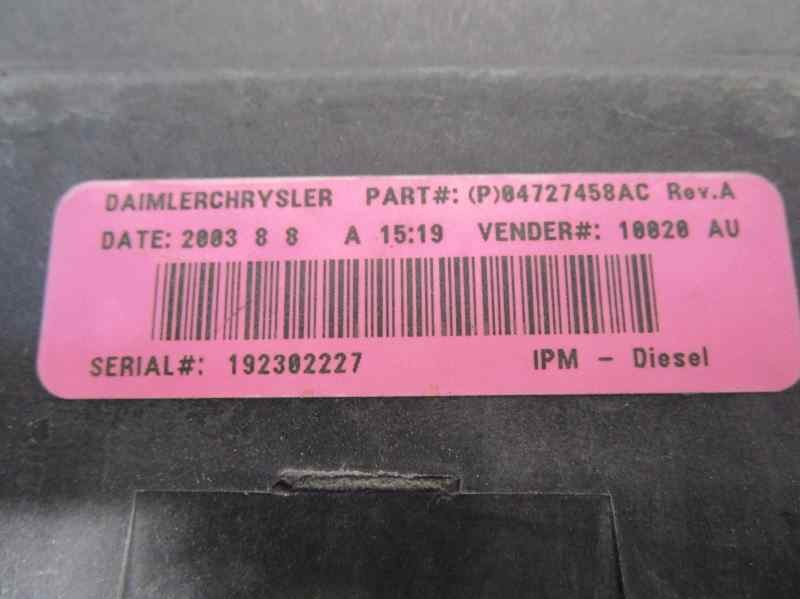 DAIMLERCHRYSLER PART#: (P)04727458AC Rev.A
DATE: 2003 8 8 A 15:19 VENDER#: 10020 AU
SERIAL#: 192302227 IPM - Diesel